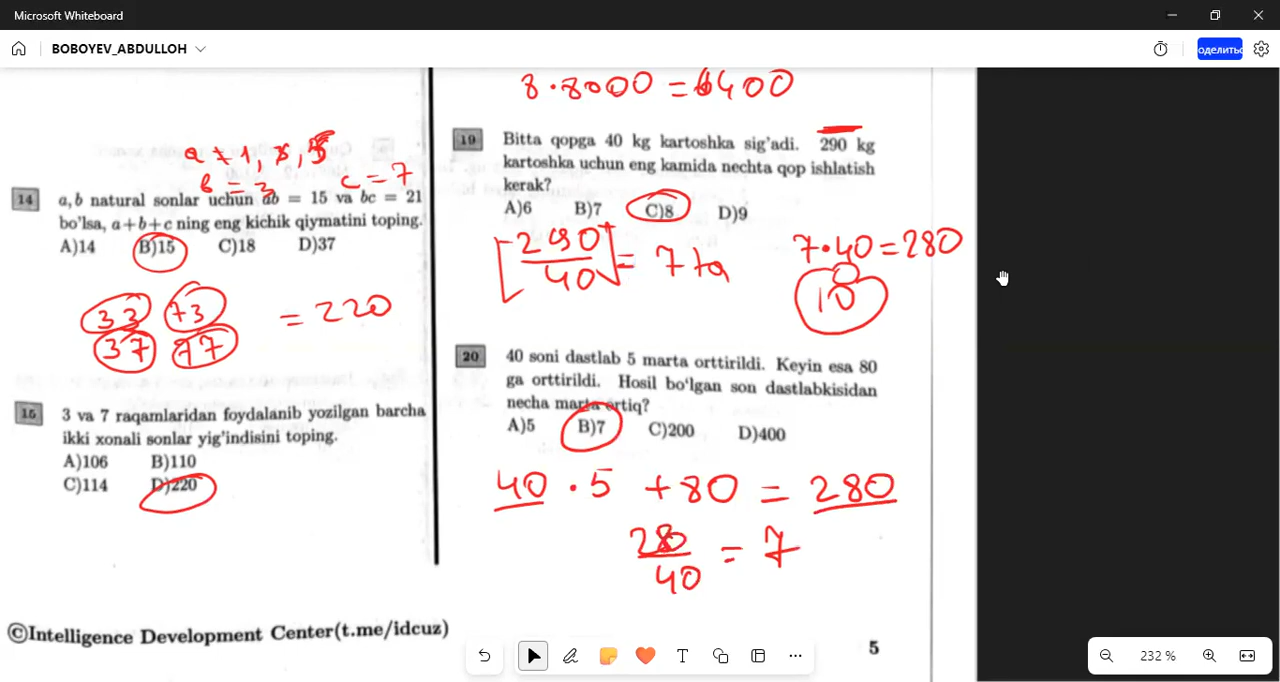 Microsoft Whiteboard
BOBOYEV_ABDULLOH
оделитьс
a = 1, 3, 5
b = 3 c = 7
14 a, b natural sonlar uchun ab = 15 va bc = 21
bo'lsa, a+b+c ning eng kichik qiymatini toping.
A)14 B)15 C)18 D)37
33 73 = 220
37 77
15 3 va 7 raqamlaridan foydalanib yozilgan barcha
ikki xonali sonlar yig'indisini toping.
A)106 B)110
C)114 D)220
©Intelligence Development Center(t.me/idcuz)
8·8000 = 6400
19 Bitta qopga 40 kg kartoshka sig'adi. 290 kg
kartoshka uchun eng kamida nechta qop ishlatish
kerak?
A)6 B)7 C)8 D)9
[290/40] = 7 ta 7·40=280
10
20 40 soni dastlab 5 marta orttirildi. Keyin esa 80
ga orttirildi. Hosil bo'lgan son dastlabkisidan
necha marta ortiq?
A)5 B)7 C)200 D)400
40 · 5 + 80 = 280
280/40 = 7
5
232 %